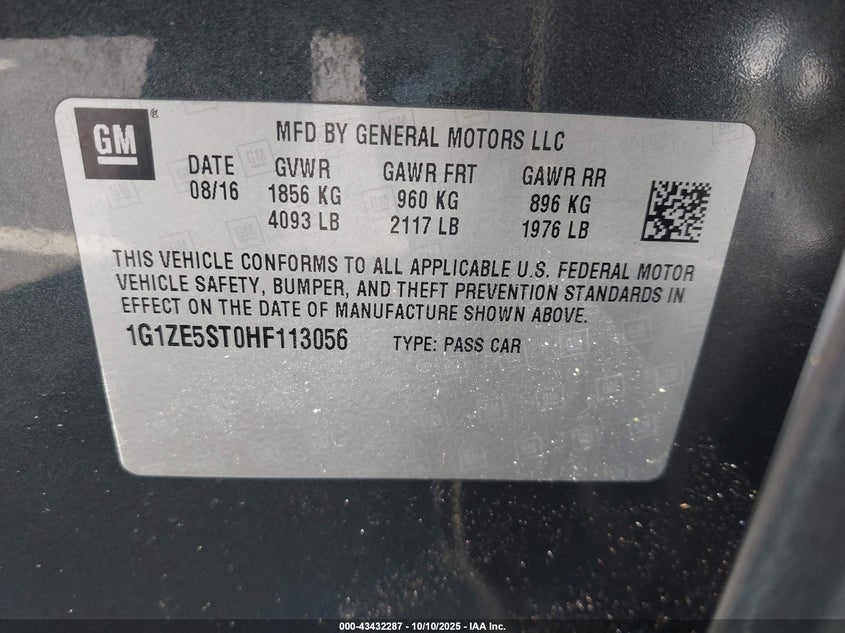 GM®
MFD BY GENERAL MOTORS LLC
DATE GVWR GAWR FRT GAWR RR
08/16 1856 KG 960 KG 896 KG
4093 LB 2117 LB 1976 LB
THIS VEHICLE CONFORMS TO ALL APPLICABLE U.S. FEDERAL MOTOR
VEHICLE SAFETY, BUMPER, AND THEFT PREVENTION STANDARDS IN
EFFECT ON THE DATE OF MANUFACTURE SHOWN ABOVE.
1G1ZE5ST0HF113056 TYPE: PASS CAR
000-43432287 - 10/10/2025 - IAA Inc.